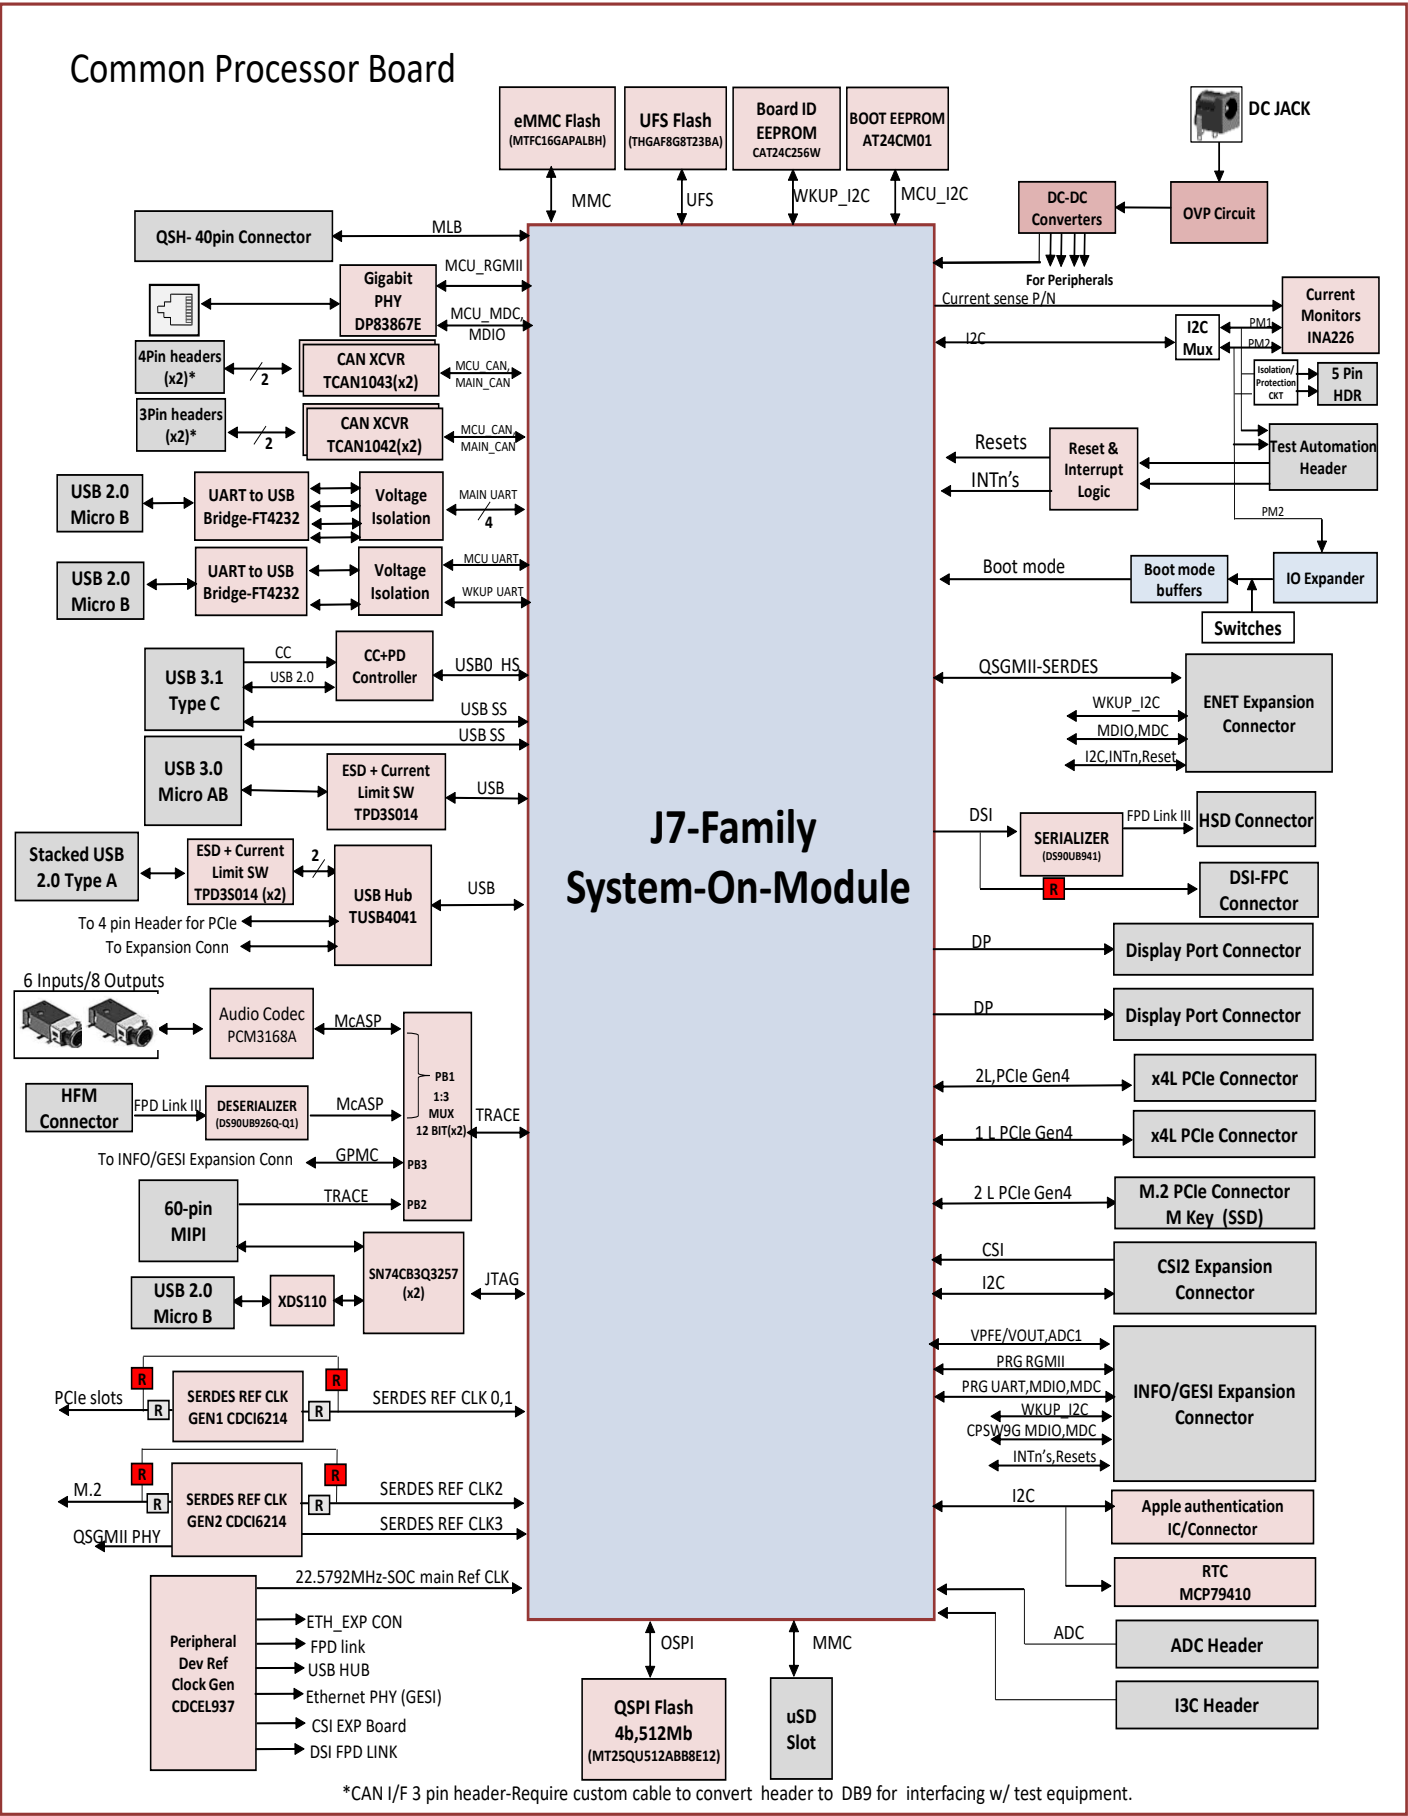 Common Processor Board
eMMC Flash
(MTFC16GAPALBH)
UFS Flash
(THGAF8G8T23BA)
Board ID
EEPROM
CAT24C256W
BOOT EEPROM
AT24CM01
DC JACK
MMC
UFS
WKUP_I2C
MCU_I2C
DC-DC
Converters
OVP Circuit
For Peripherals
QSH- 40pin Connector
MLB
Gigabit
PHY
DP83867E
MCU_RGMII
MCU_MDC,
MDIO
4Pin headers
(x2)*
2
CAN XCVR
TCAN1043(x2)
MCU_CAN,
MAIN_CAN
3Pin headers
(x2)*
2
CAN XCVR
TCAN1042(x2)
MCU_CAN,
MAIN_CAN
USB 2.0
Micro B
UART to USB
Bridge-FT4232
Voltage
Isolation
MAIN UART
4
USB 2.0
Micro B
UART to USB
Bridge-FT4232
Voltage
Isolation
MCU UART
WKUP UART
USB 3.1
Type C
CC
USB 2.0
CC+PD
Controller
USB0 HS
USB SS
USB SS
USB 3.0
Micro AB
ESD + Current
Limit SW
TPD3S014
USB
Stacked USB
2.0 Type A
ESD + Current
Limit SW
TPD3S014 (x2)
2
USB Hub
TUSB4041
USB
To 4 pin Header for PCIe
To Expansion Conn
6 Inputs/8 Outputs
Audio Codec
PCM3168A
McASP
HFM
Connector
FPD Link III
DESERIALIZER
(DS90UB926Q-Q1)
McASP
PB1
1:3
MUX
12 BIT(x2)
PB3
PB2
TRACE
To INFO/GESI Expansion Conn
GPMC
60-pin
MIPI
TRACE
SN74CB3Q3257
(x2)
JTAG
USB 2.0
Micro B
XDS110
R
R
PCIe slots
R
SERDES REF CLK
GEN1 CDCI6214
R
SERDES REF CLK 0,1
R
R
M.2
R
SERDES REF CLK
GEN2 CDCI6214
R
SERDES REF CLK2
SERDES REF CLK3
QSGMII PHY
22.5792MHz-SOC main Ref CLK
Peripheral
Dev Ref
Clock Gen
CDCEL937
ETH_EXP CON
FPD link
USB HUB
Ethernet PHY (GESI)
CSI EXP Board
DSI FPD LINK
J7-Family
System-On-Module
Current sense P/N
Current
Monitors
INA226
I2C
I2C
Mux
PM1
PM2
Isolation/
Protection
CKT
5 Pin
HDR
Resets
INTn's
Reset &
Interrupt
Logic
Test Automation
Header
PM2
Boot mode
Boot mode
buffers
IO Expander
Switches
QSGMII-SERDES
WKUP_I2C
MDIO,MDC
I2C,INTn,Reset
ENET Expansion
Connector
DSI
SERIALIZER
(DS90UB941)
FPD Link III
HSD Connector
R
DSI-FPC
Connector
DP
Display Port Connector
DP
Display Port Connector
2L,PCIe Gen4
x4L PCIe Connector
1 L PCIe Gen4
x4L PCIe Connector
2 L PCIe Gen4
M.2 PCIe Connector
M Key (SSD)
CSI
I2C
CSI2 Expansion
Connector
VPFE/VOUT,ADC1
PRG RGMII
PRG UART,MDIO,MDC
WKUP_I2C
CPSW9G MDIO,MDC
INTn's,Resets
INFO/GESI Expansion
Connector
I2C
Apple authentication
IC/Connector
RTC
MCP79410
ADC
ADC Header
I3C Header
OSPI
MMC
QSPI Flash
4b,512Mb
(MT25QU512ABB8E12)
uSD
Slot
*CAN I/F 3 pin header-Require custom cable to convert header to DB9 for interfacing w/ test equipment.